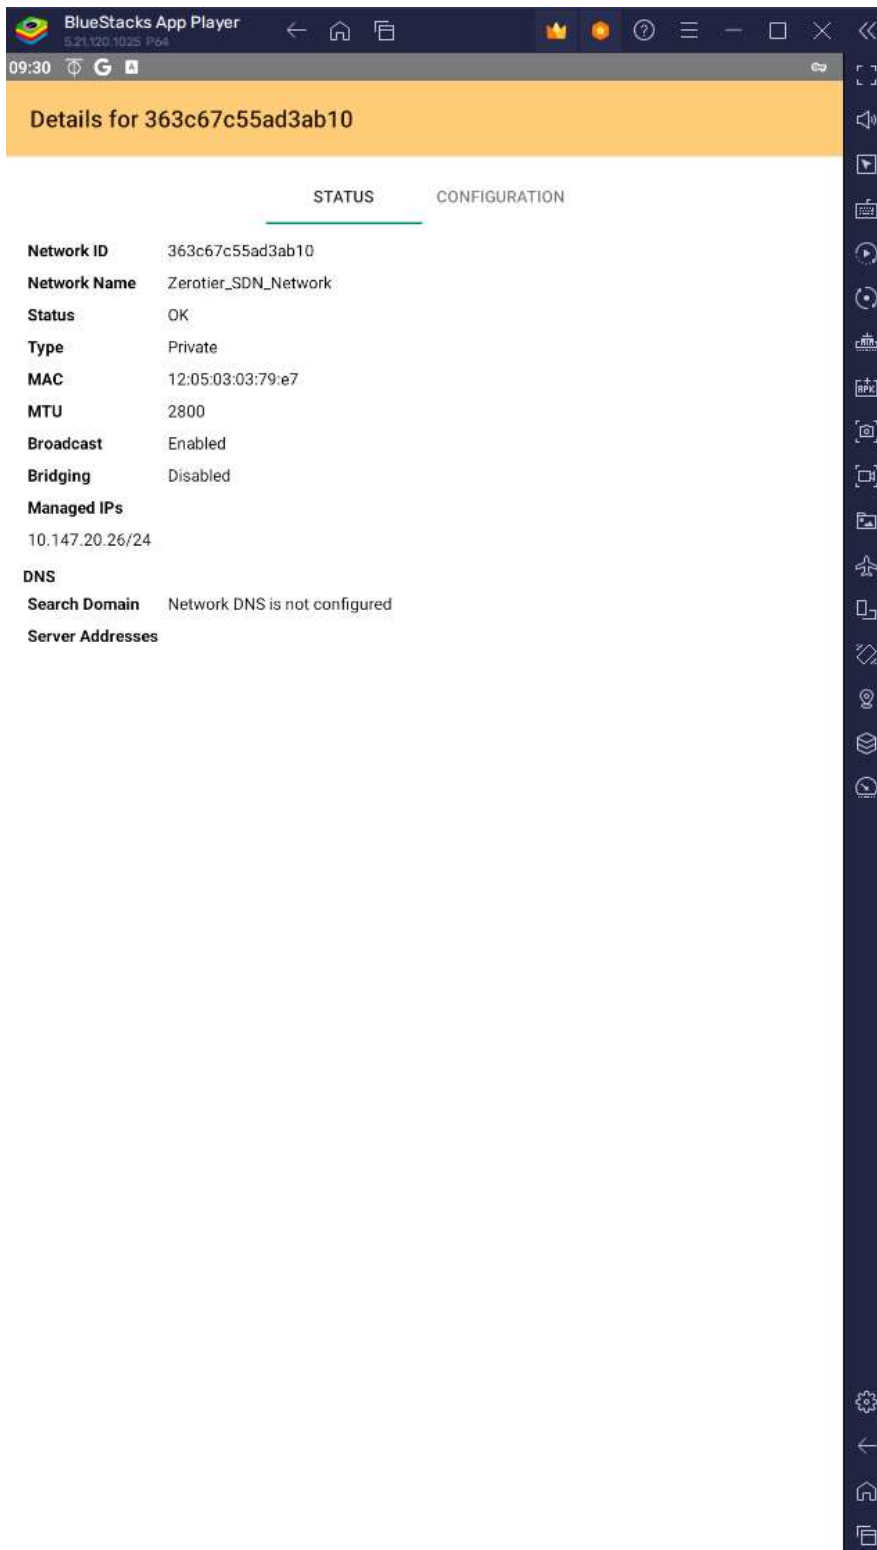 BlueStacks App Player
5.21.120.1025 P64
09:30
Details for 363c67c55ad3ab10
STATUS CONFIGURATION
Network ID 363c67c55ad3ab10
Network Name Zerotier_SDN_Network
Status OK
Type Private
MAC 12:05:03:03:79:e7
MTU 2800
Broadcast Enabled
Bridging Disabled
Managed IPs
10.147.20.26/24
DNS
Search Domain Network DNS is not configured
Server Addresses